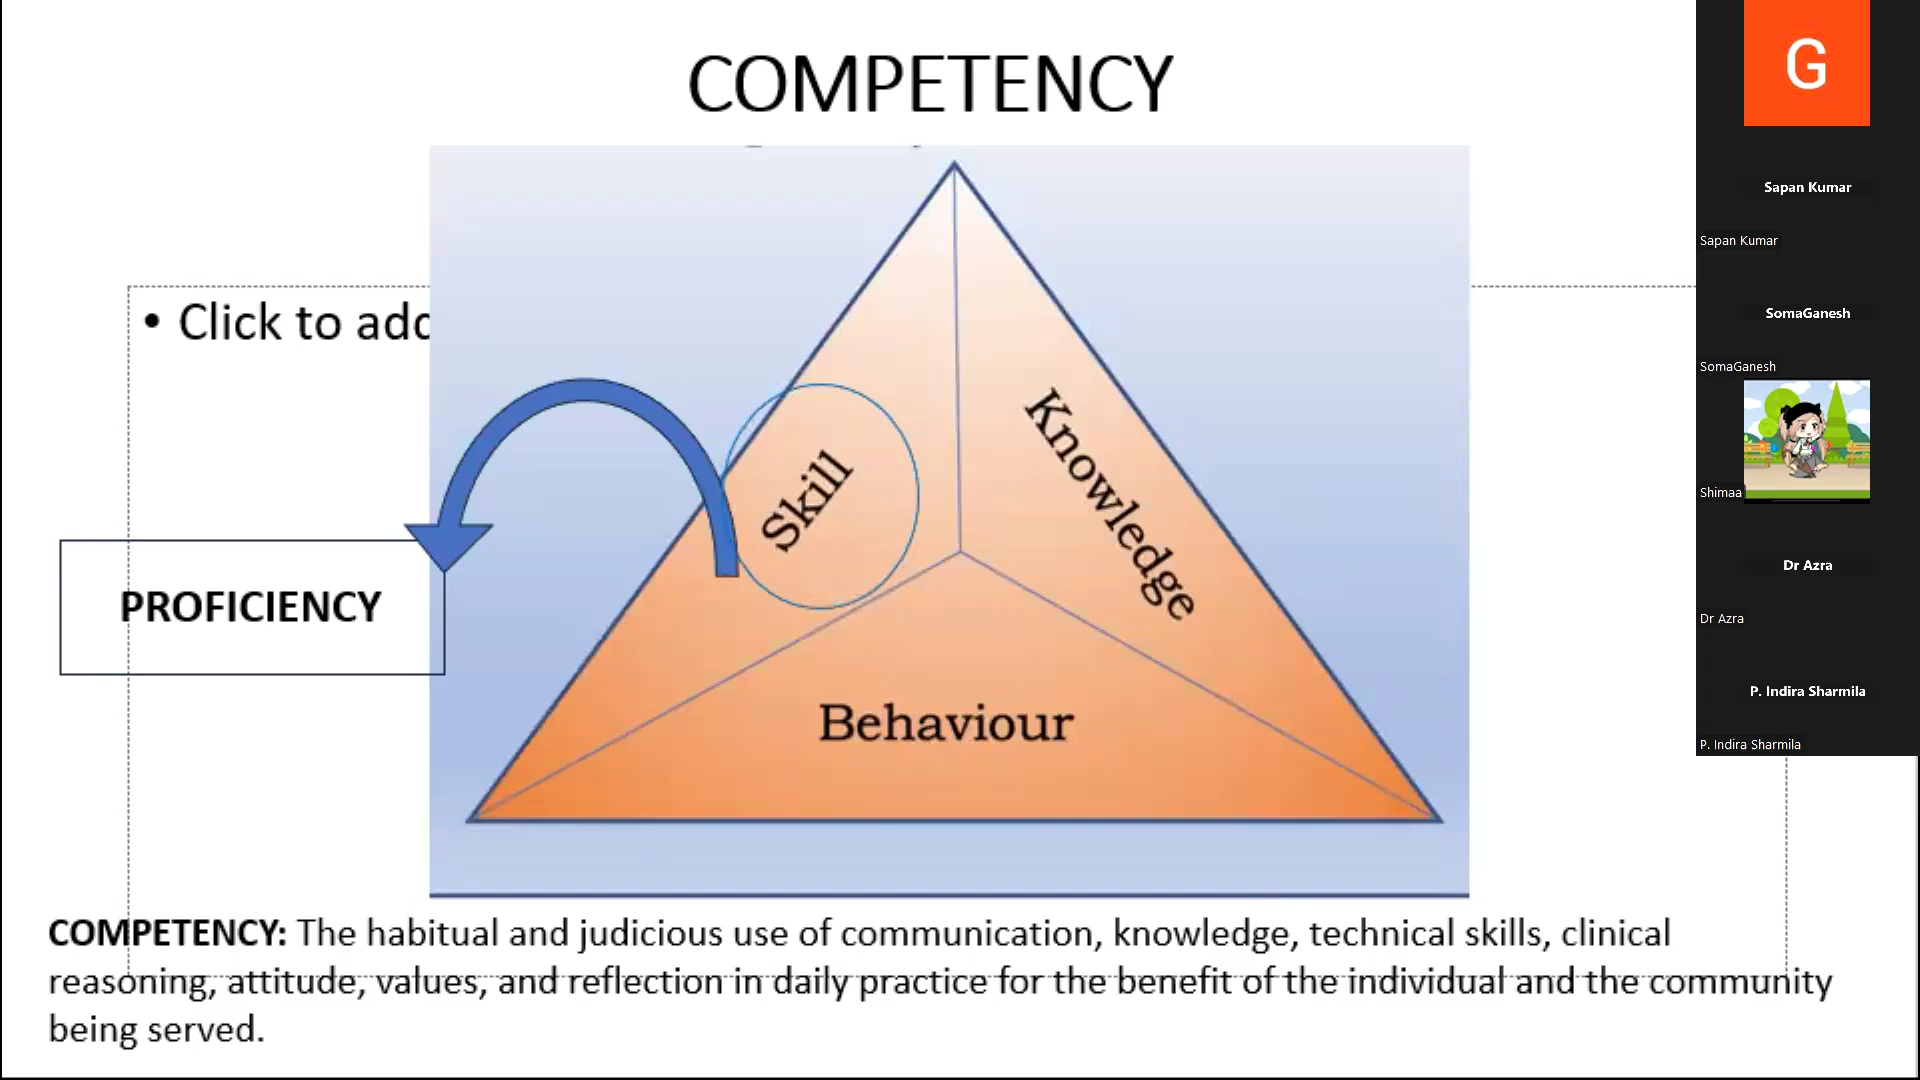 COMPETENCY
• Click to add
Skill
Knowledge
PROFICIENCY
Behaviour
COMPETENCY: The habitual and judicious use of communication, knowledge, technical skills, clinical
reasoning, attitude, values, and reflection in daily practice for the benefit of the individual and the community
being served.
G
Sapan Kumar
Sapan Kumar
SomaGanesh
SomaGanesh
Shimaa
Dr Azra
Dr Azra
P. Indira Sharmila
P. Indira Sharmila